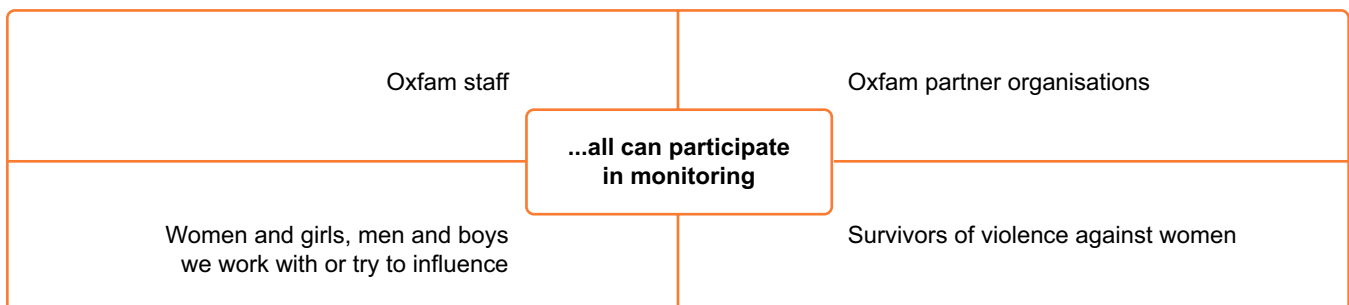 Oxfam staff
Oxfam partner organisations
...all can participate
in monitoring
Women and girls, men and boys
we work with or try to influence
Survivors of violence against women